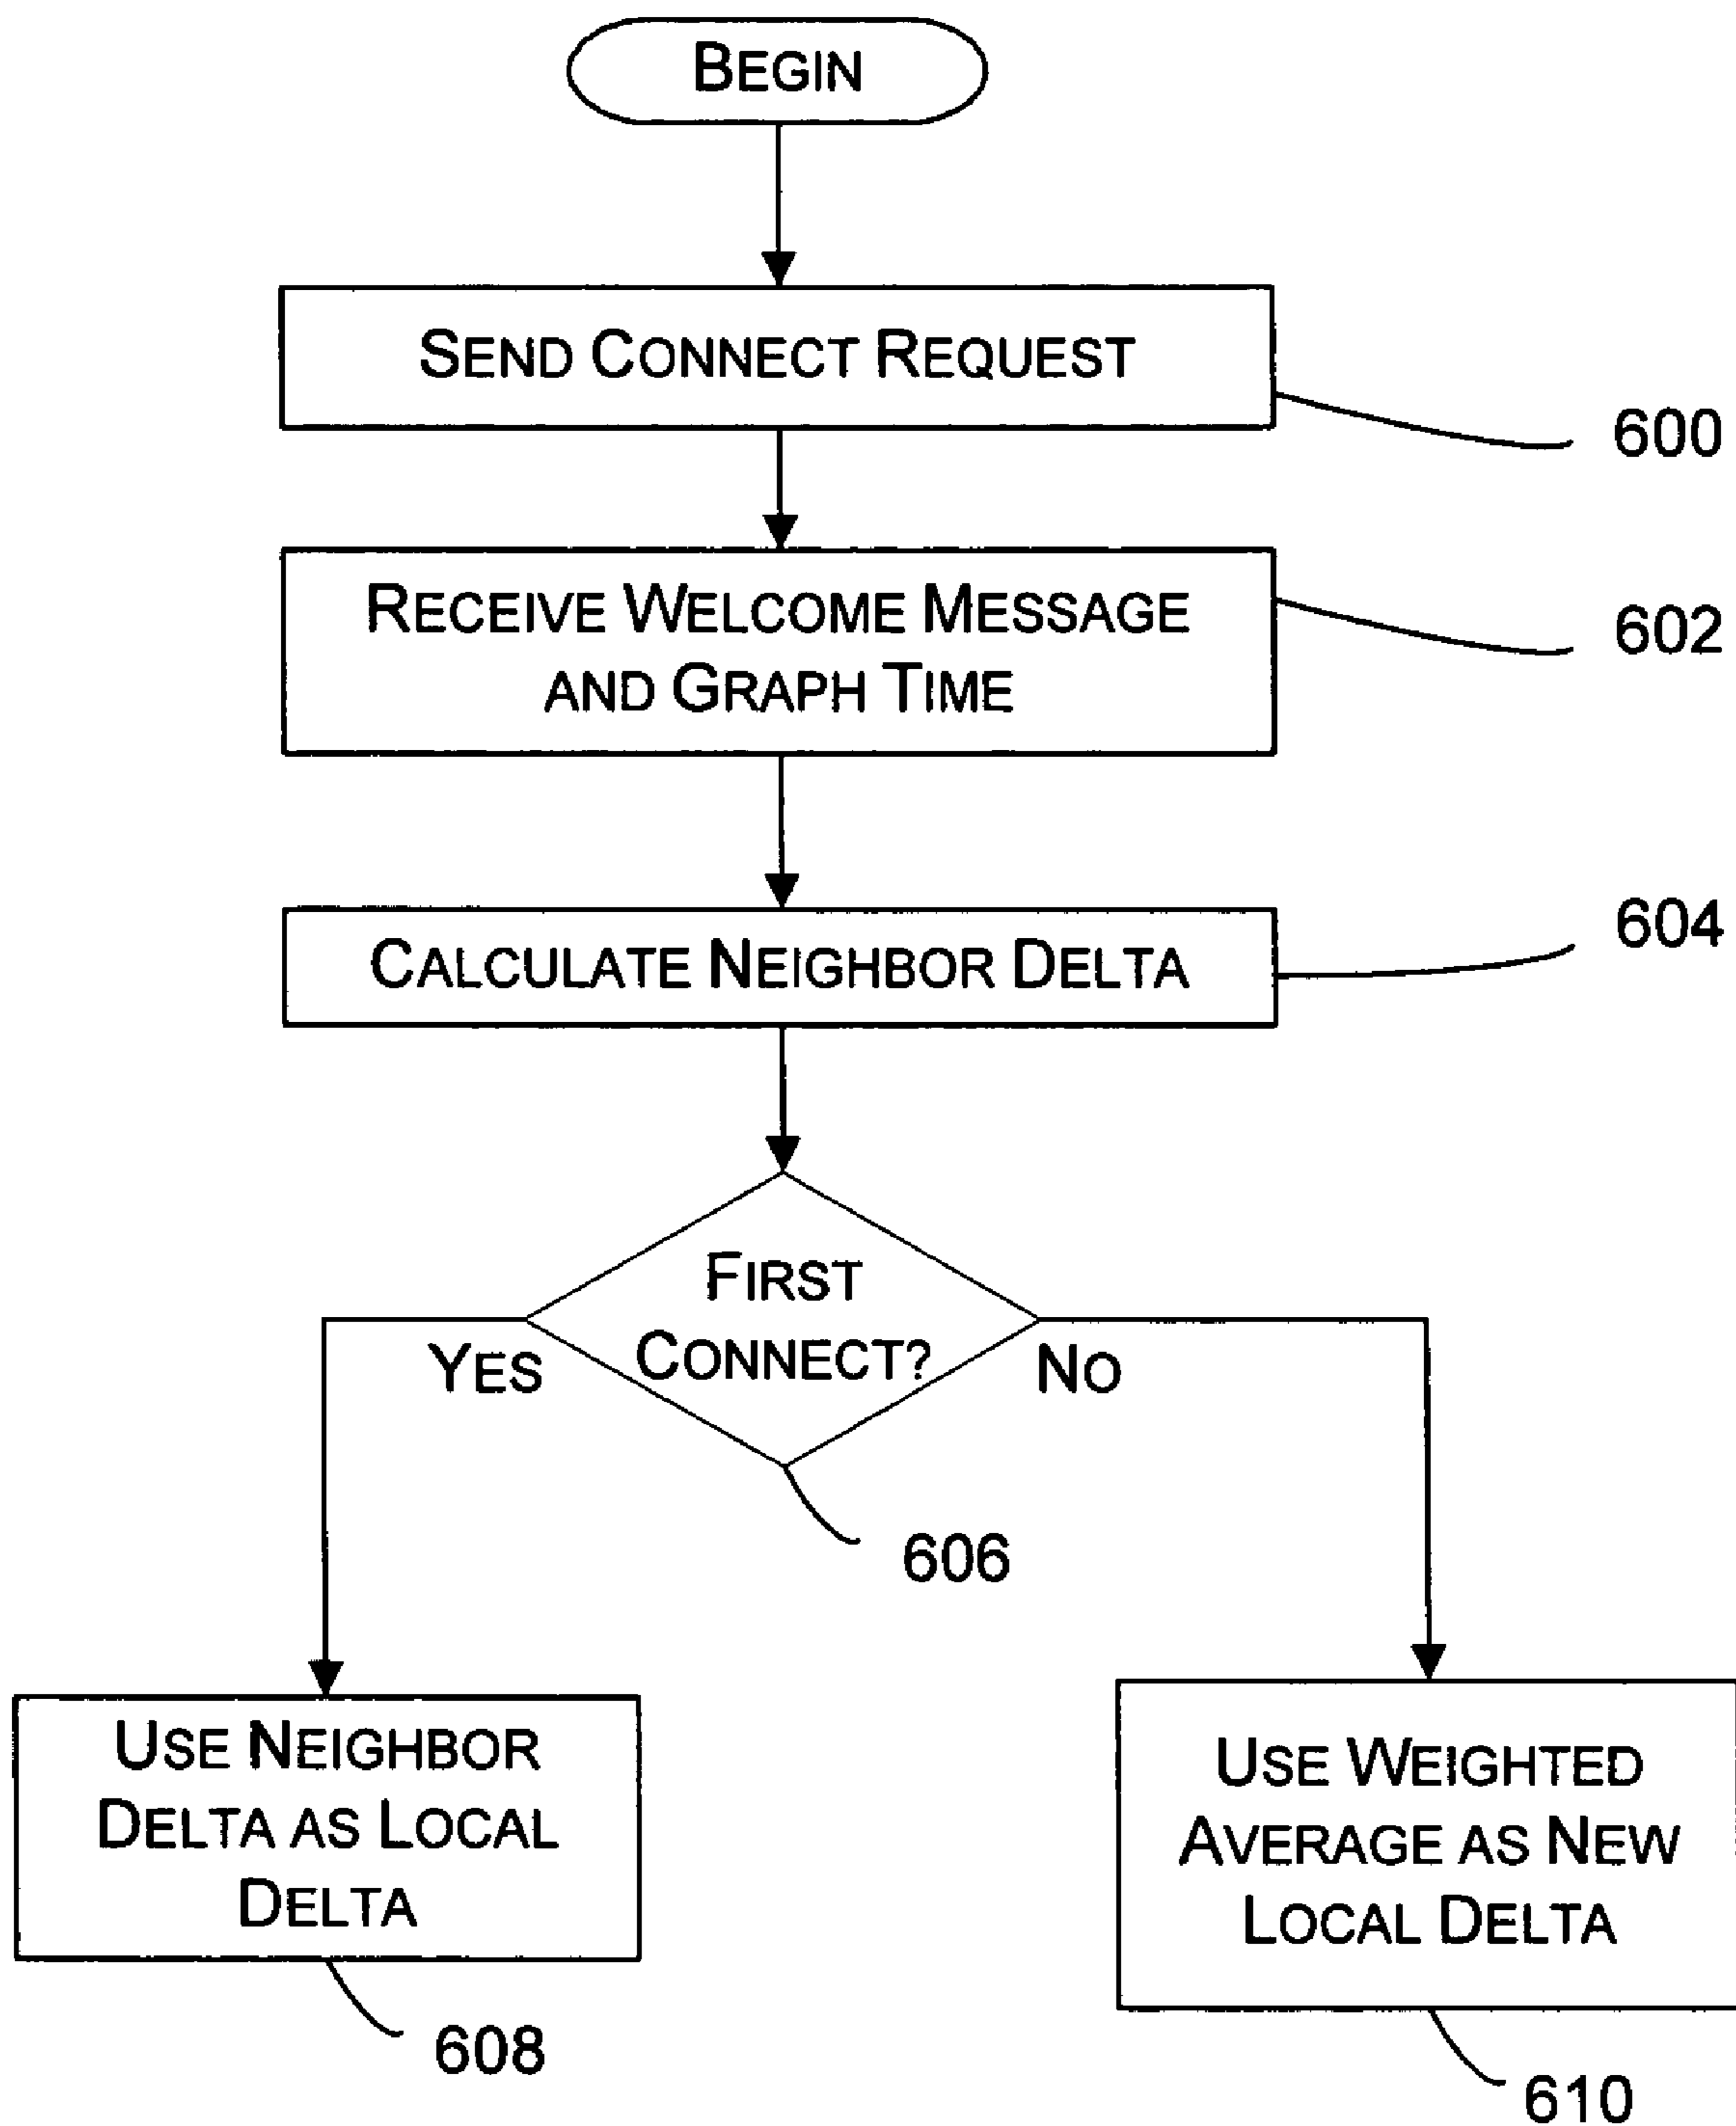 BEGIN
SEND CONNECT REQUEST
600
RECEIVE WELCOME MESSAGE
AND GRAPH TIME
602
CALCULATE NEIGHBOR DELTA
604
FIRST
CONNECT?
YES
NO
606
USE NEIGHBOR
DELTA AS LOCAL
DELTA
608
USE WEIGHTED
AVERAGE AS NEW
LOCAL DELTA
610